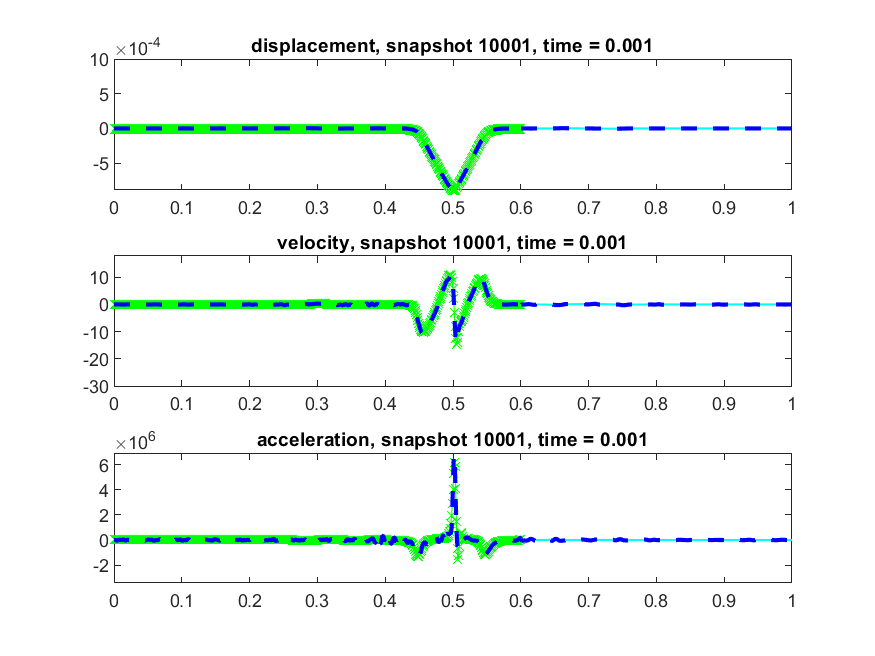 ×10^-4
displacement, snapshot 10001, time = 0.001
10
5
0
-5
0 0.1 0.2 0.3 0.4 0.5 0.6 0.7 0.8 0.9 1
velocity, snapshot 10001, time = 0.001
10
0
-10
-20
-30
0 0.1 0.2 0.3 0.4 0.5 0.6 0.7 0.8 0.9 1
×10^6
acceleration, snapshot 10001, time = 0.001
6
4
2
0
-2
0 0.1 0.2 0.3 0.4 0.5 0.6 0.7 0.8 0.9 1